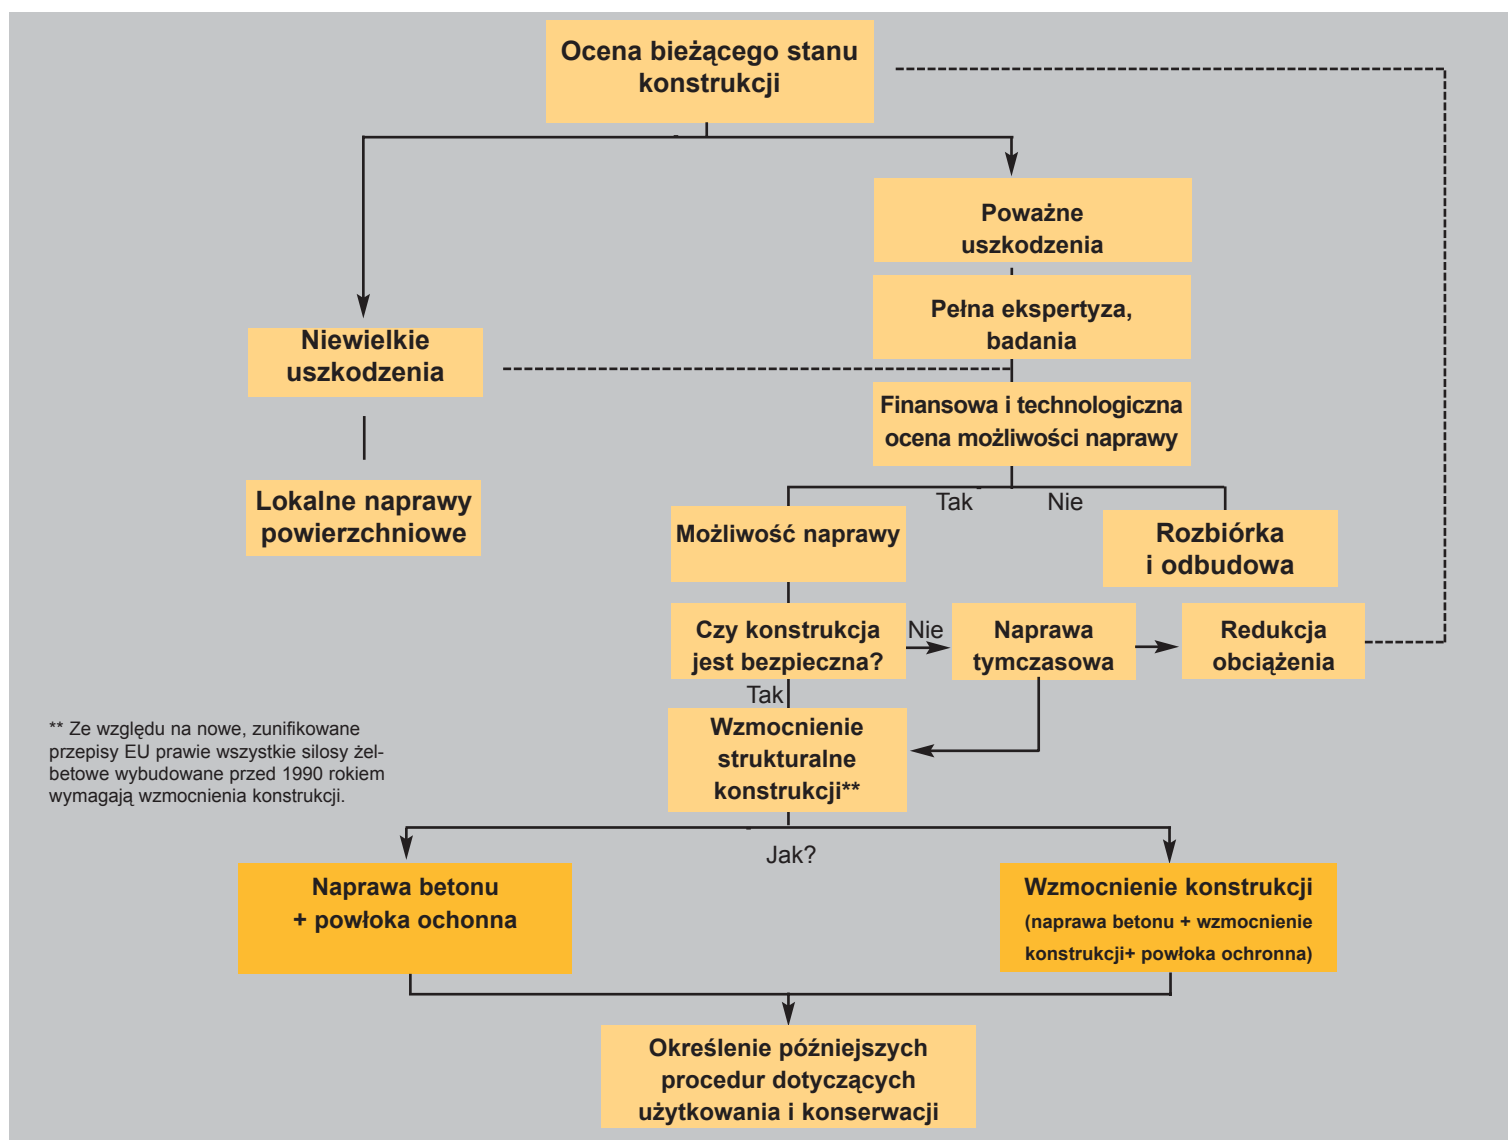 Ocena bieżącego stanu
konstrukcji
Poważne
uszkodzenia
Pełna ekspertyza,
badania
Niewielkie
uszkodzenia
Finansowa i technologiczna
ocena możliwości naprawy
Lokalne naprawy
powierzchniowe
Tak
Nie
Możliwość naprawy
Rozbiórka
i odbudowa
Czy konstrukcja
jest bezpieczna?
Nie
Naprawa
tymczasowa
Redukcja
obciążenia
Tak
Wzmocnienie
strukturalne
konstrukcji**
** Ze względu na nowe, zunifikowane
przepisy EU prawie wszystkie silosy żel-
betowe wybudowane przed 1990 rokiem
wymagają wzmocnienia konstrukcji.
Jak?
Naprawa betonu
+ powłoka ochonna
Wzmocnienie konstrukcji
(naprawa betonu + wzmocnienie
konstrukcji+ powłoka ochronna)
Określenie późniejszych
procedur dotyczących
użytkowania i konserwacji